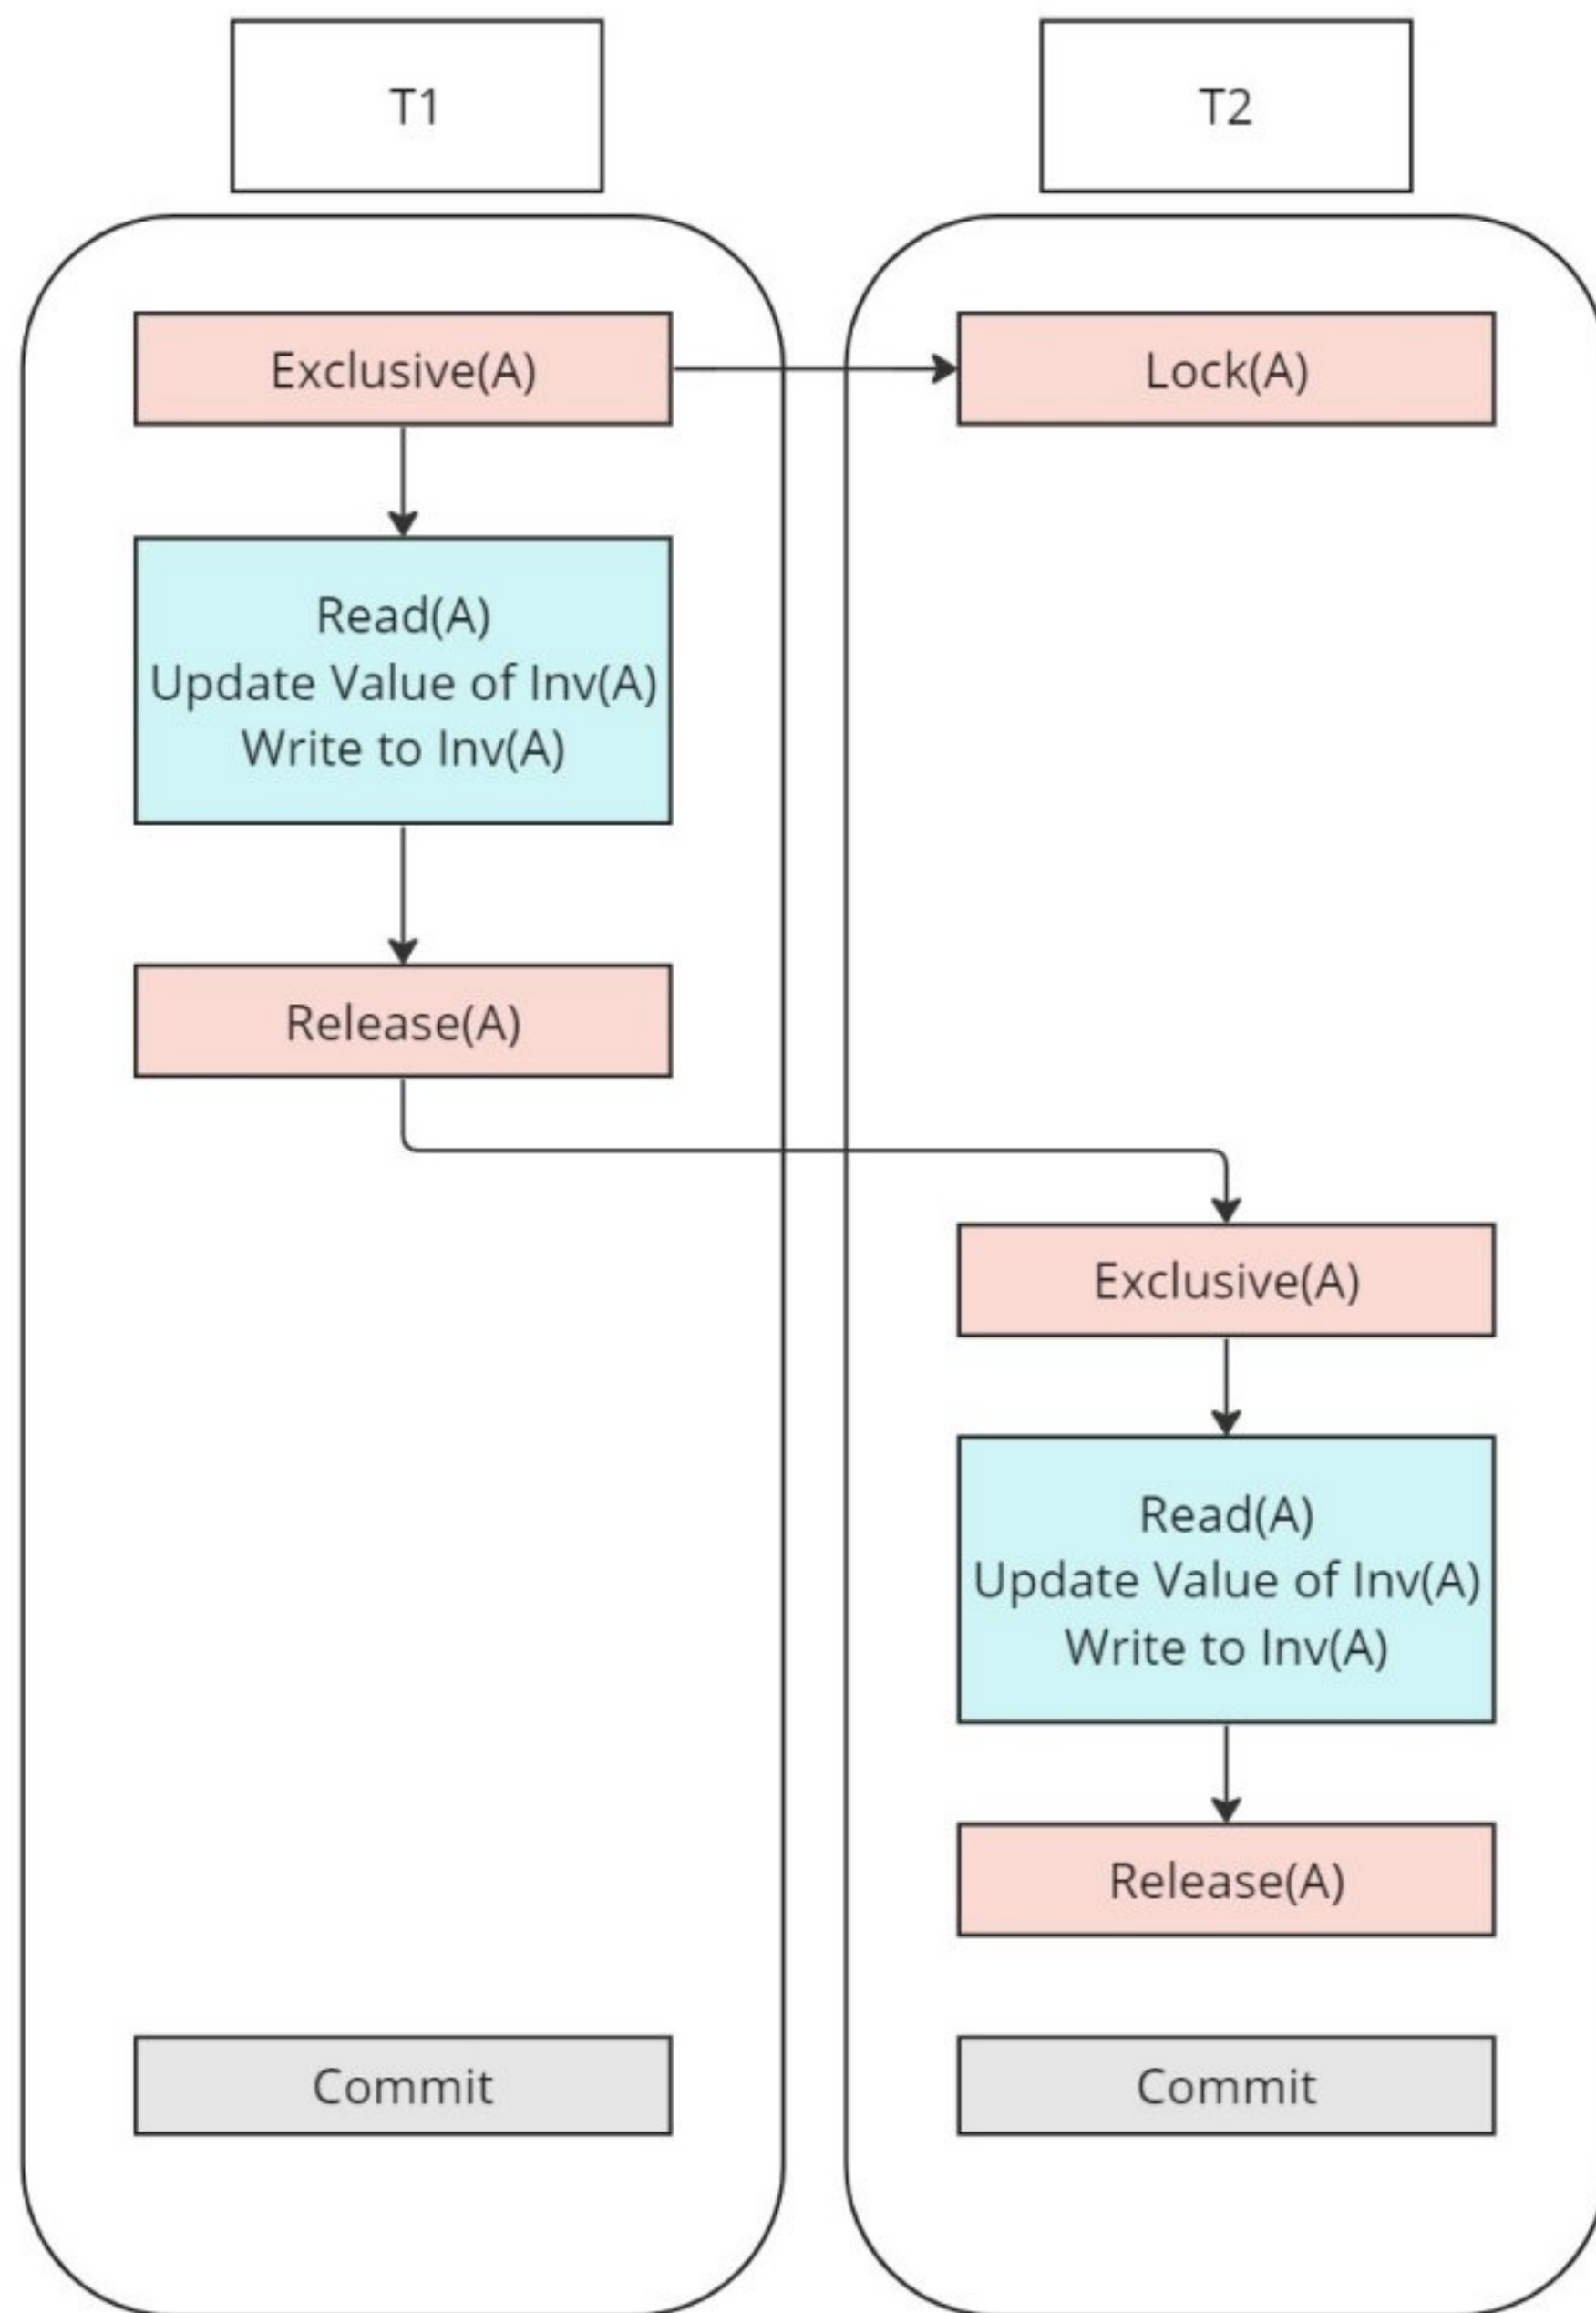 T1
T2
Exclusive(A)
Lock(A)
Read(A)
Update Value of Inv(A)
Write to Inv(A)
Release(A)
Exclusive(A)
Read(A)
Update Value of Inv(A)
Write to Inv(A)
Release(A)
Commit
Commit